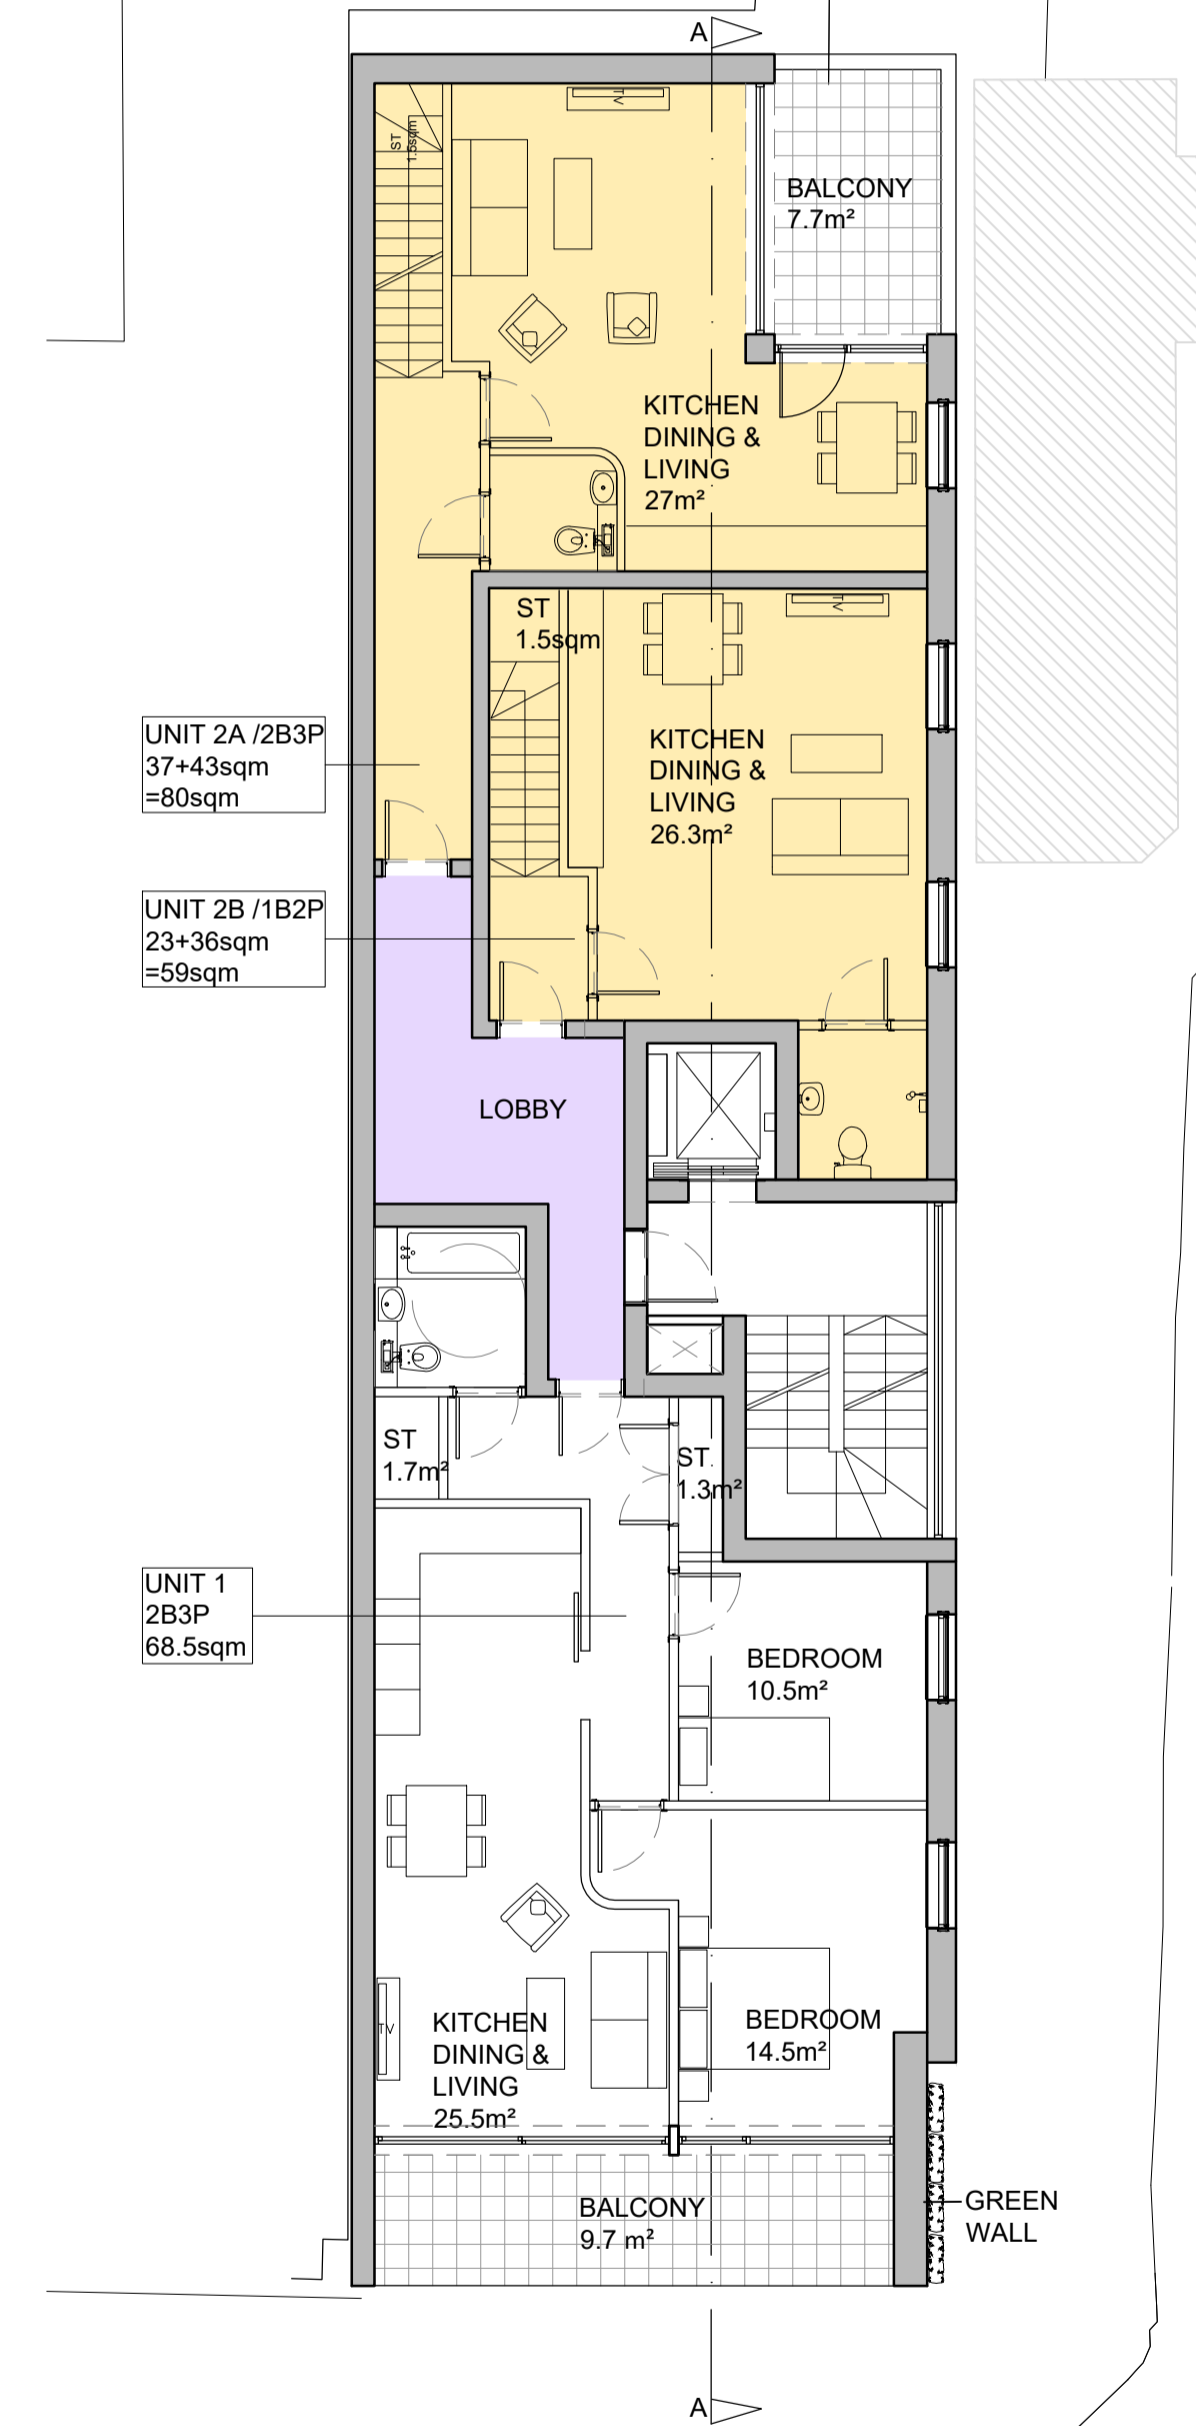 A
TV
ST
1.5sqm
BALCONY
7.7m²
KITCHEN
DINING &
LIVING
27m²
ST
1.5sqm
TV
UNIT 2A /2B3P
37+43sqm
=80sqm
KITCHEN
DINING &
LIVING
26.3m²
UNIT 2B /1B2P
23+36sqm
=59sqm
LOBBY
ST
1.7m²
ST
1.3m²
UNIT 1
2B3P
68.5sqm
BEDROOM
10.5m²
TV
KITCHEN
DINING &
LIVING
25.5m²
BEDROOM
14.5m²
BALCONY
9.7 m²
GREEN
WALL
A